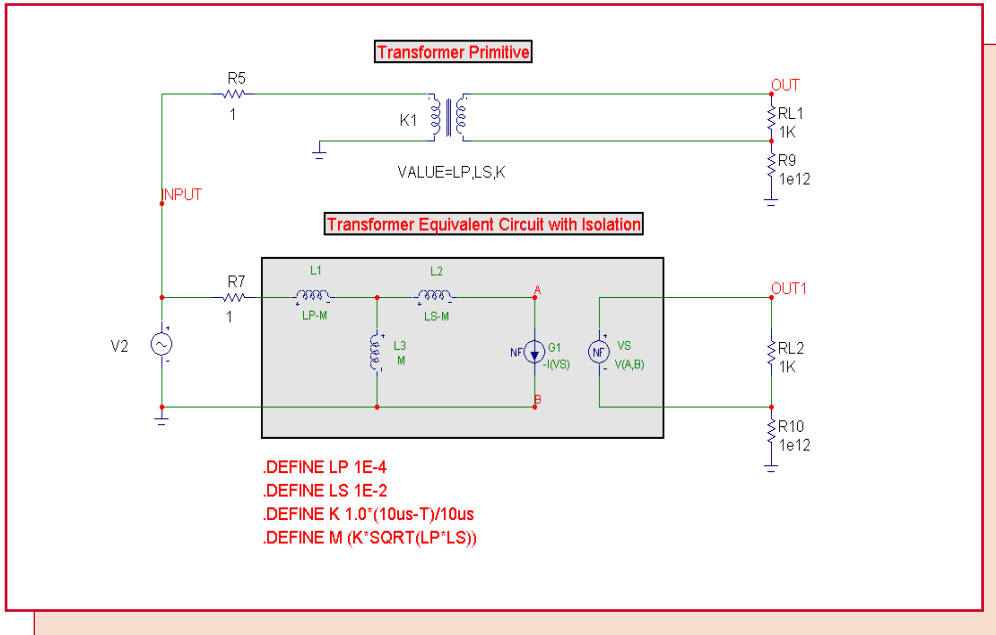 Transformer Primitive
R5
1
K1
VALUE=LP,LS,K
OUT
RL1
1K
R9
1e12
INPUT
Transformer Equivalent Circuit with Isolation
R7
1
L1
LP-M
L2
LS-M
L3
M
A
NF
G1
-I(VS)
B
NF
VS
V(A,B)
OUT1
RL2
1K
R10
1e12
V2
.DEFINE LP 1E-4
.DEFINE LS 1E-2
.DEFINE K 1.0*(10us-T)/10us
.DEFINE M (K*SQRT(LP*LS))